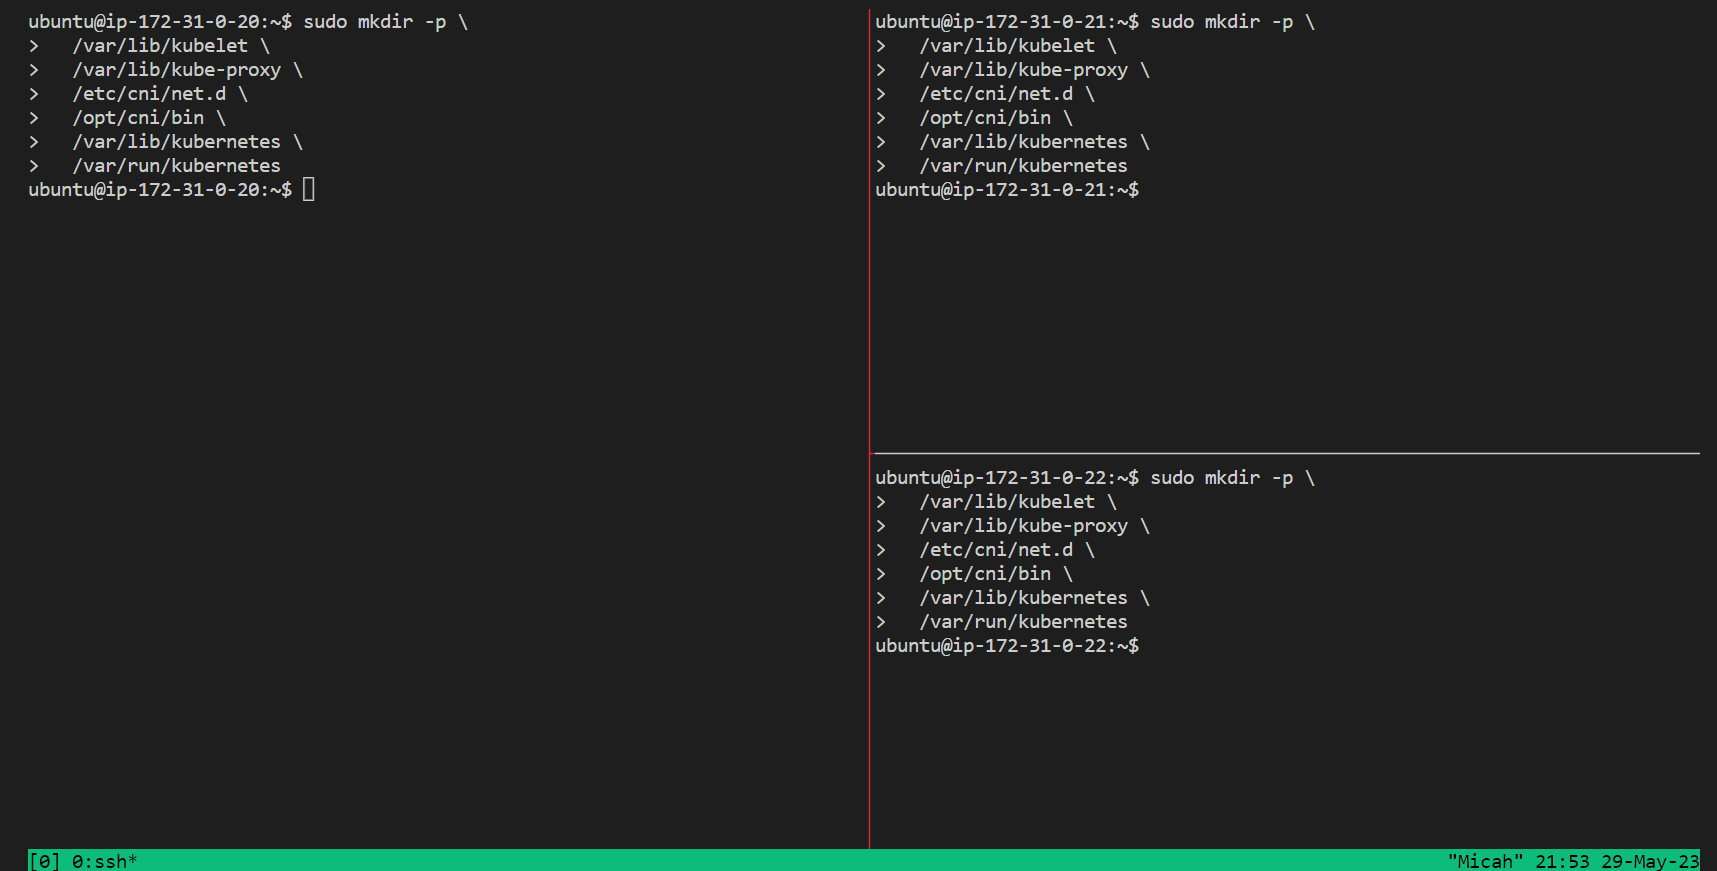 ubuntu@ip-172-31-0-20:~$ sudo mkdir -p \
>   /var/lib/kubelet \
>   /var/lib/kube-proxy \
>   /etc/cni/net.d \
>   /opt/cni/bin \
>   /var/lib/kubernetes \
>   /var/run/kubernetes
ubuntu@ip-172-31-0-20:~$
ubuntu@ip-172-31-0-21:~$ sudo mkdir -p \
>   /var/lib/kubelet \
>   /var/lib/kube-proxy \
>   /etc/cni/net.d \
>   /opt/cni/bin \
>   /var/lib/kubernetes \
>   /var/run/kubernetes
ubuntu@ip-172-31-0-21:~$
ubuntu@ip-172-31-0-22:~$ sudo mkdir -p \
>   /var/lib/kubelet \
>   /var/lib/kube-proxy \
>   /etc/cni/net.d \
>   /opt/cni/bin \
>   /var/lib/kubernetes \
>   /var/run/kubernetes
ubuntu@ip-172-31-0-22:~$
[0] 0:ssh* "Micah" 21:53 29-May-23